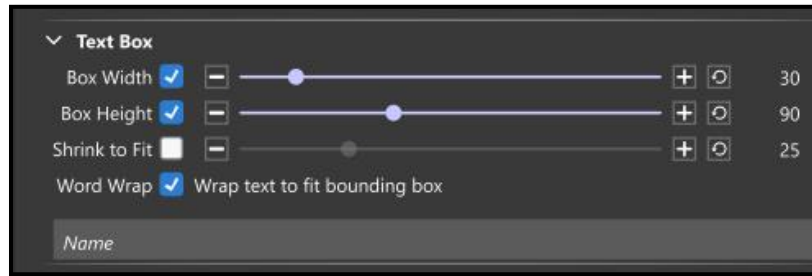 Text Box
Box Width 30
Box Height 90
Shrink to Fit 25
Word Wrap Wrap text to fit bounding box
Name